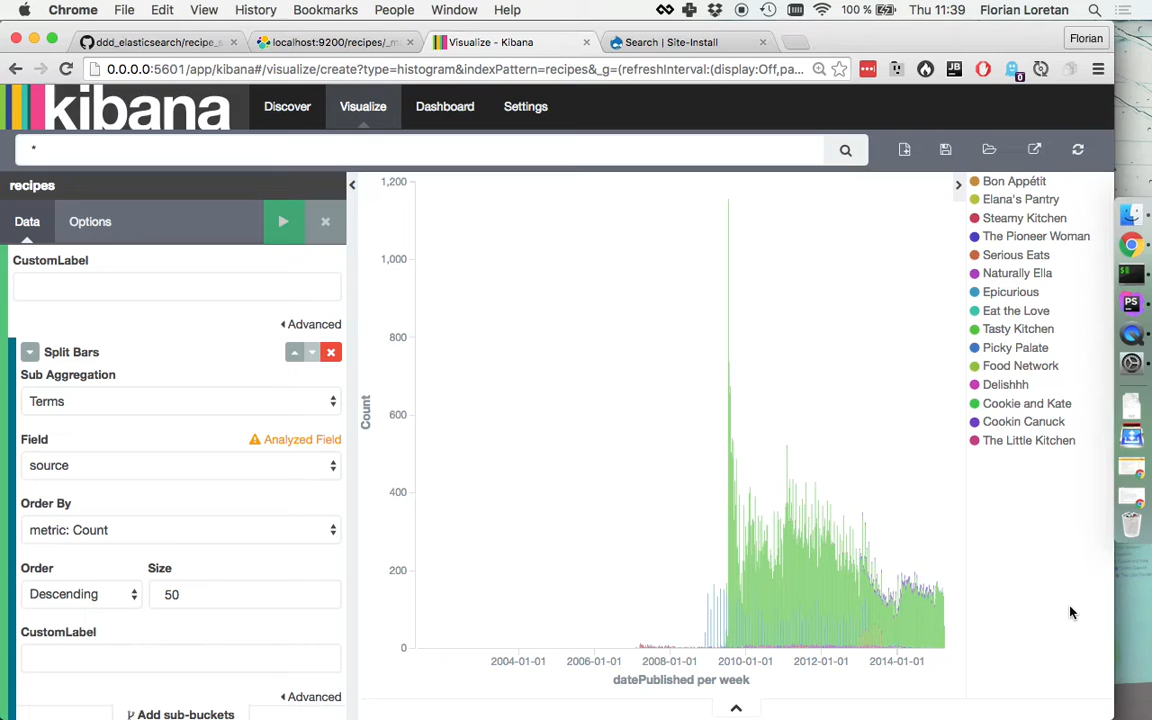 Chrome File Edit View History Bookmarks People Window Help 100 % Thu 11:39 Florian Loretan
ddd_elasticsearch/recipe_s × localhost:9200/recipes/_m × Visualize - Kibana × Search | Site-Install × Florian
0.0.0.0:5601/app/kibana#/visualize/create?type=histogram&indexPattern=recipes&_g=(refreshInterval:(display:Off,pa...
kibana Discover Visualize Dashboard Settings
*
recipes
Data Options
CustomLabel
Advanced
Split Bars
Sub Aggregation
Terms
Field Analyzed Field
source
Order By
metric: Count
Order Size
Descending 50
CustomLabel
Advanced
Add sub-buckets
Count
1,200
1,000
800
600
400
200
0
2004-01-01 2006-01-01 2008-01-01 2010-01-01 2012-01-01 2014-01-01
datePublished per week
Bon Appétit
Elana's Pantry
Steamy Kitchen
The Pioneer Woman
Serious Eats
Naturally Ella
Epicurious
Eat the Love
Tasty Kitchen
Picky Palate
Food Network
Delishhh
Cookie and Kate
Cookin Canuck
The Little Kitchen